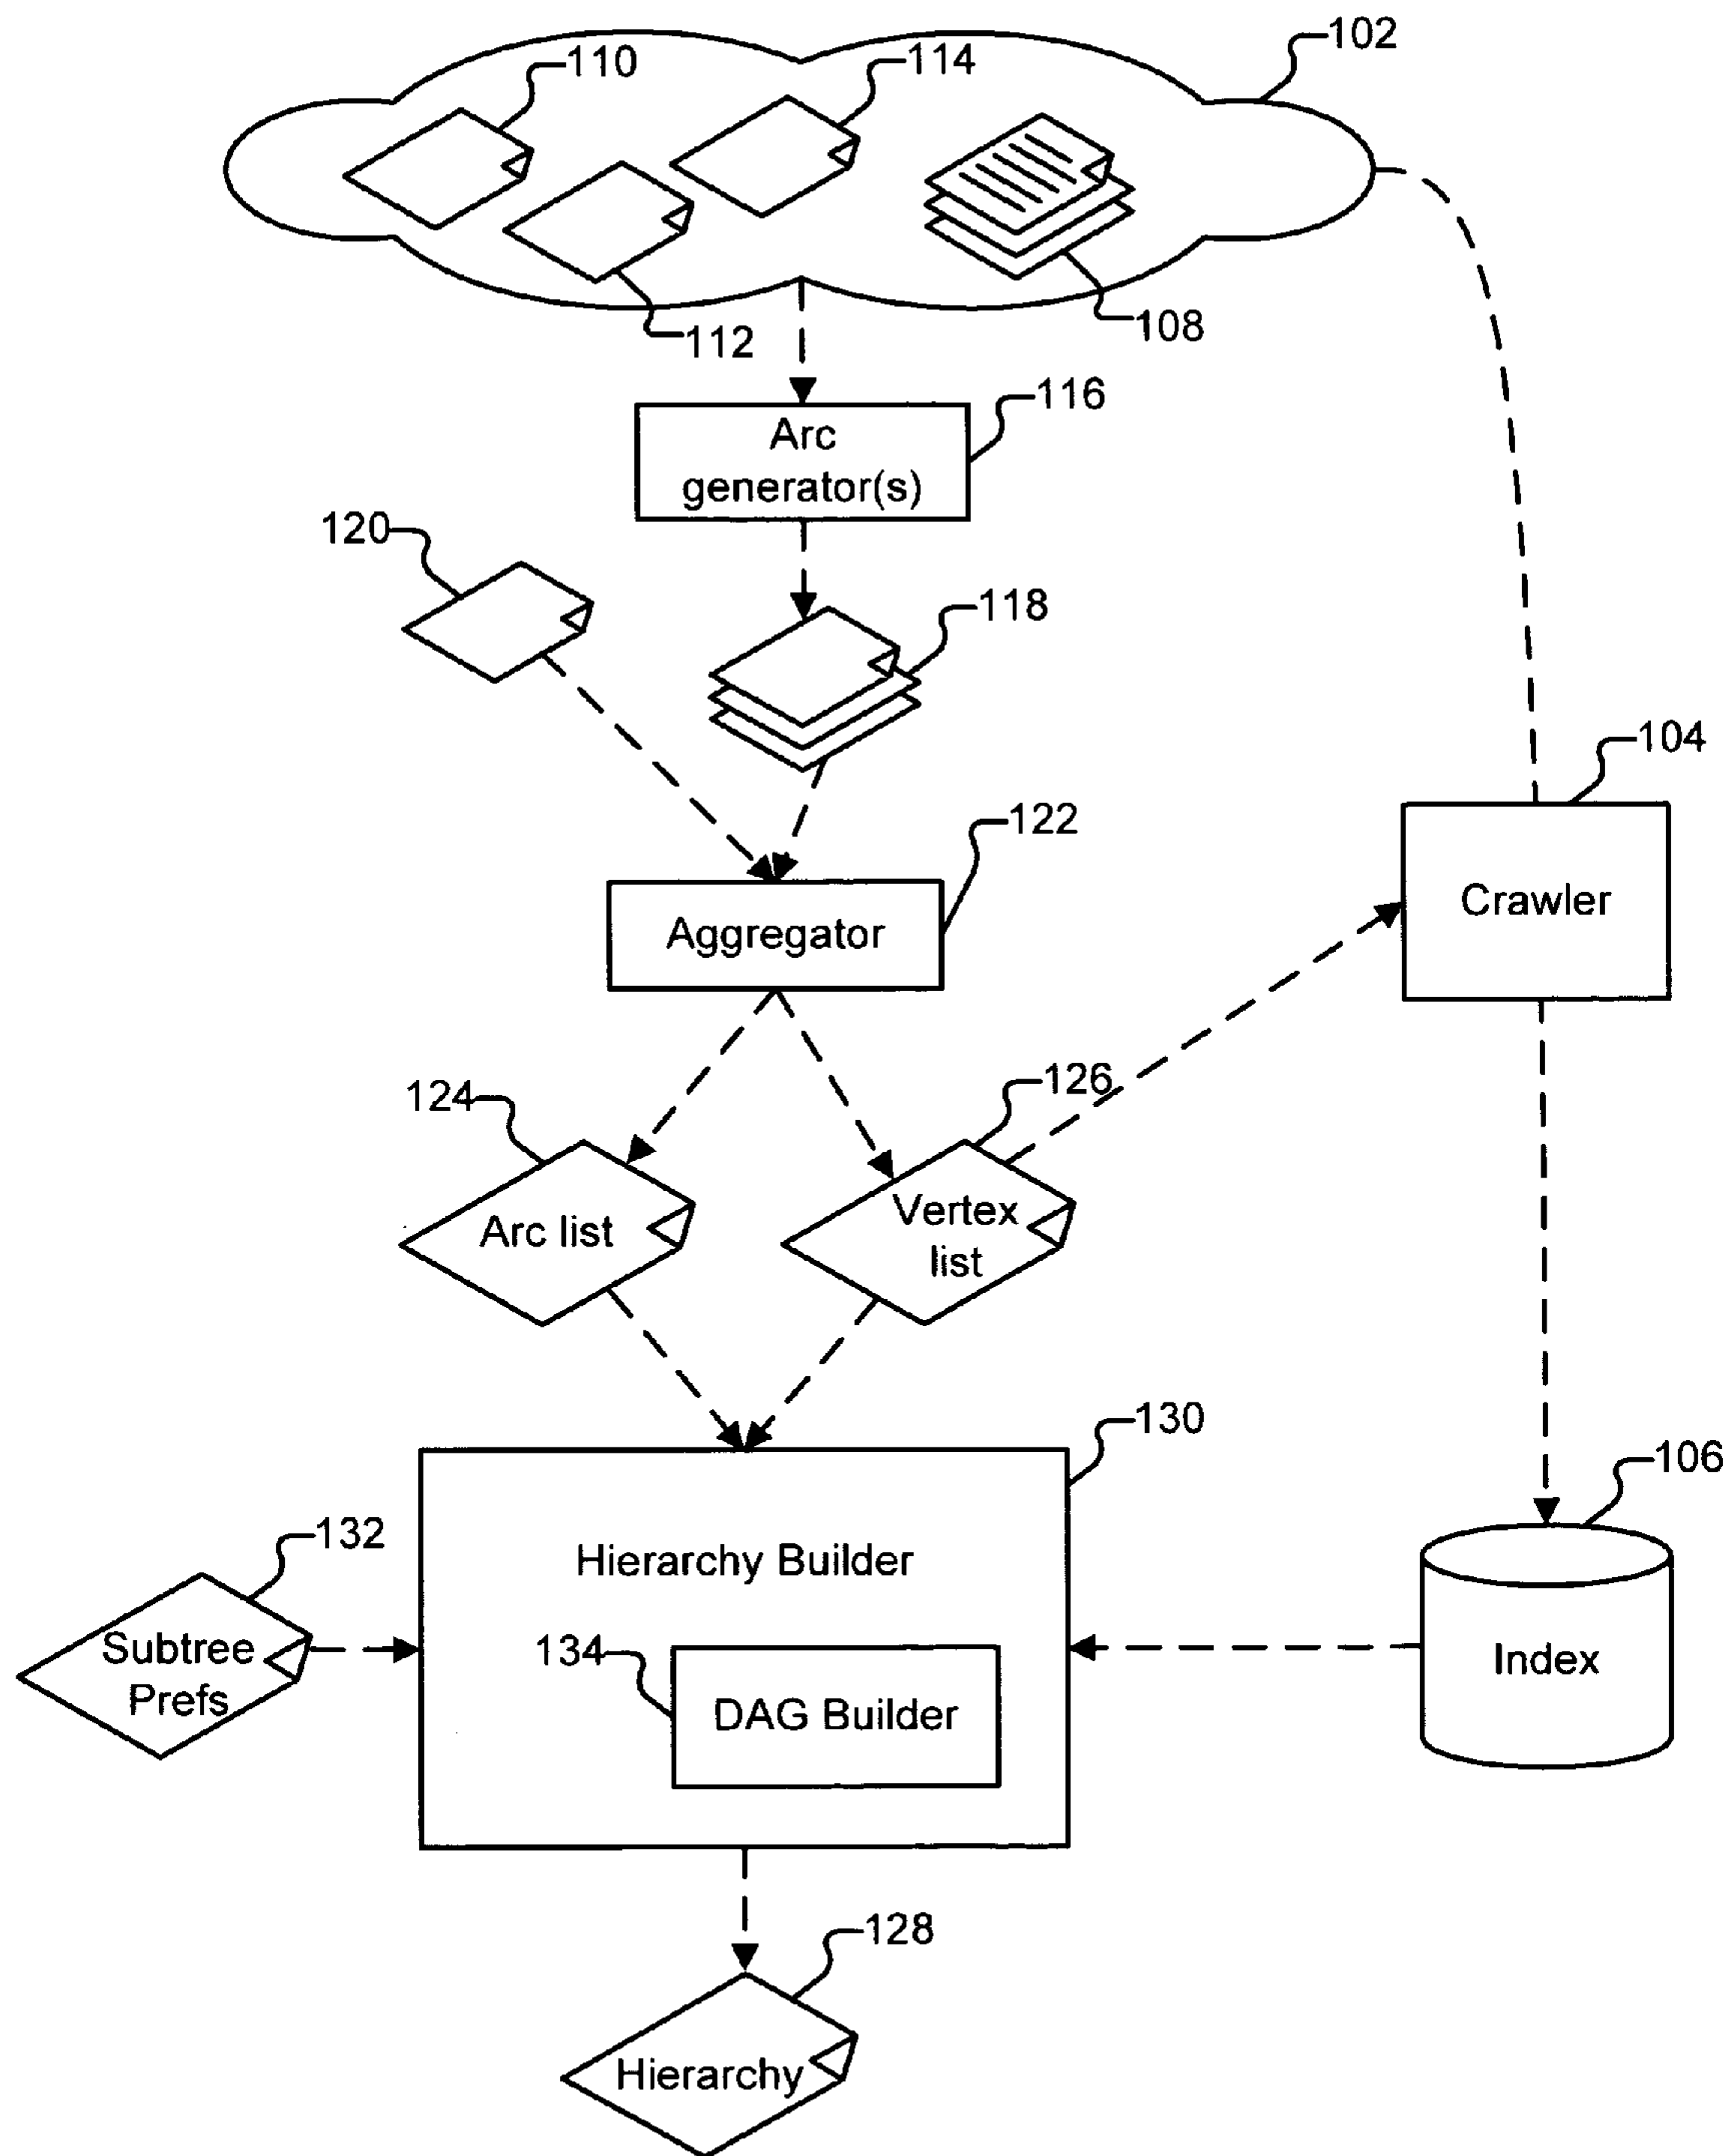 102
110
114
112
108
116
Arc
generator(s)
120
118
104
122
Crawler
Aggregator
124
126
Arc list
Vertex
list
130
106
132
Hierarchy Builder
Subtree
Prefs
134
DAG Builder
Index
128
Hierarchy